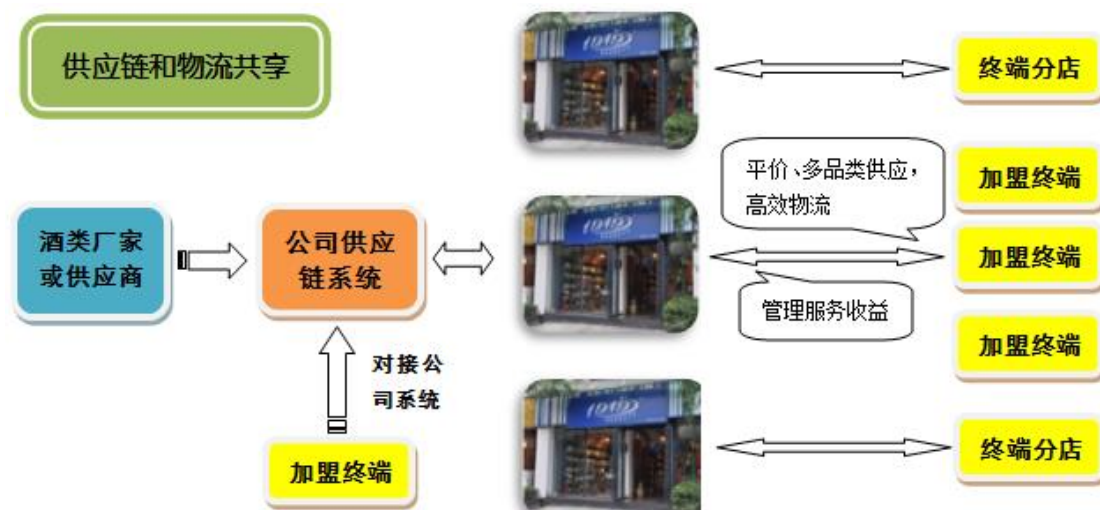 供应链和物流共享
1919
终端分店
平价、多品类供应，
高效物流
加盟终端
酒类厂家
或供应商
公司供应
链系统
1919
加盟终端
管理服务收益
加盟终端
对接公
司系统
加盟终端
1919
终端分店